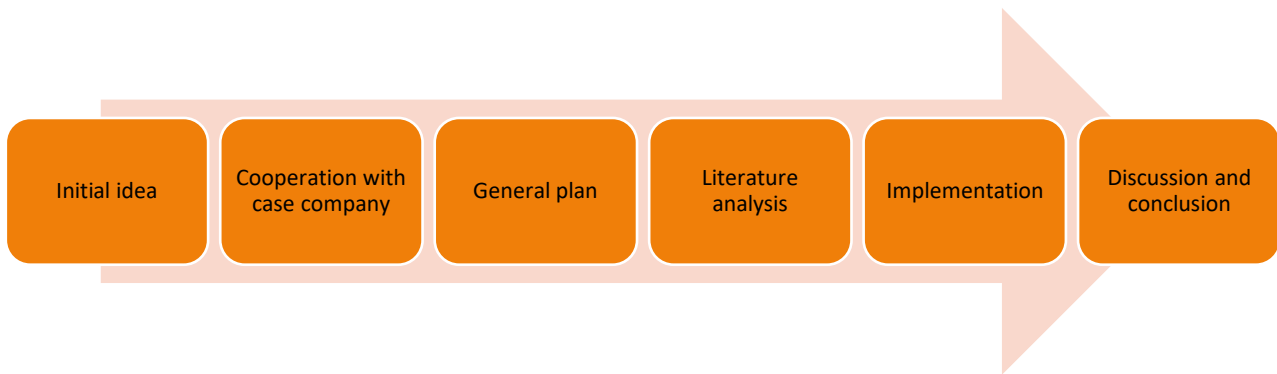 Initial idea
Cooperation with
case company
General plan
Literature
analysis
Implementation
Discussion and
conclusion